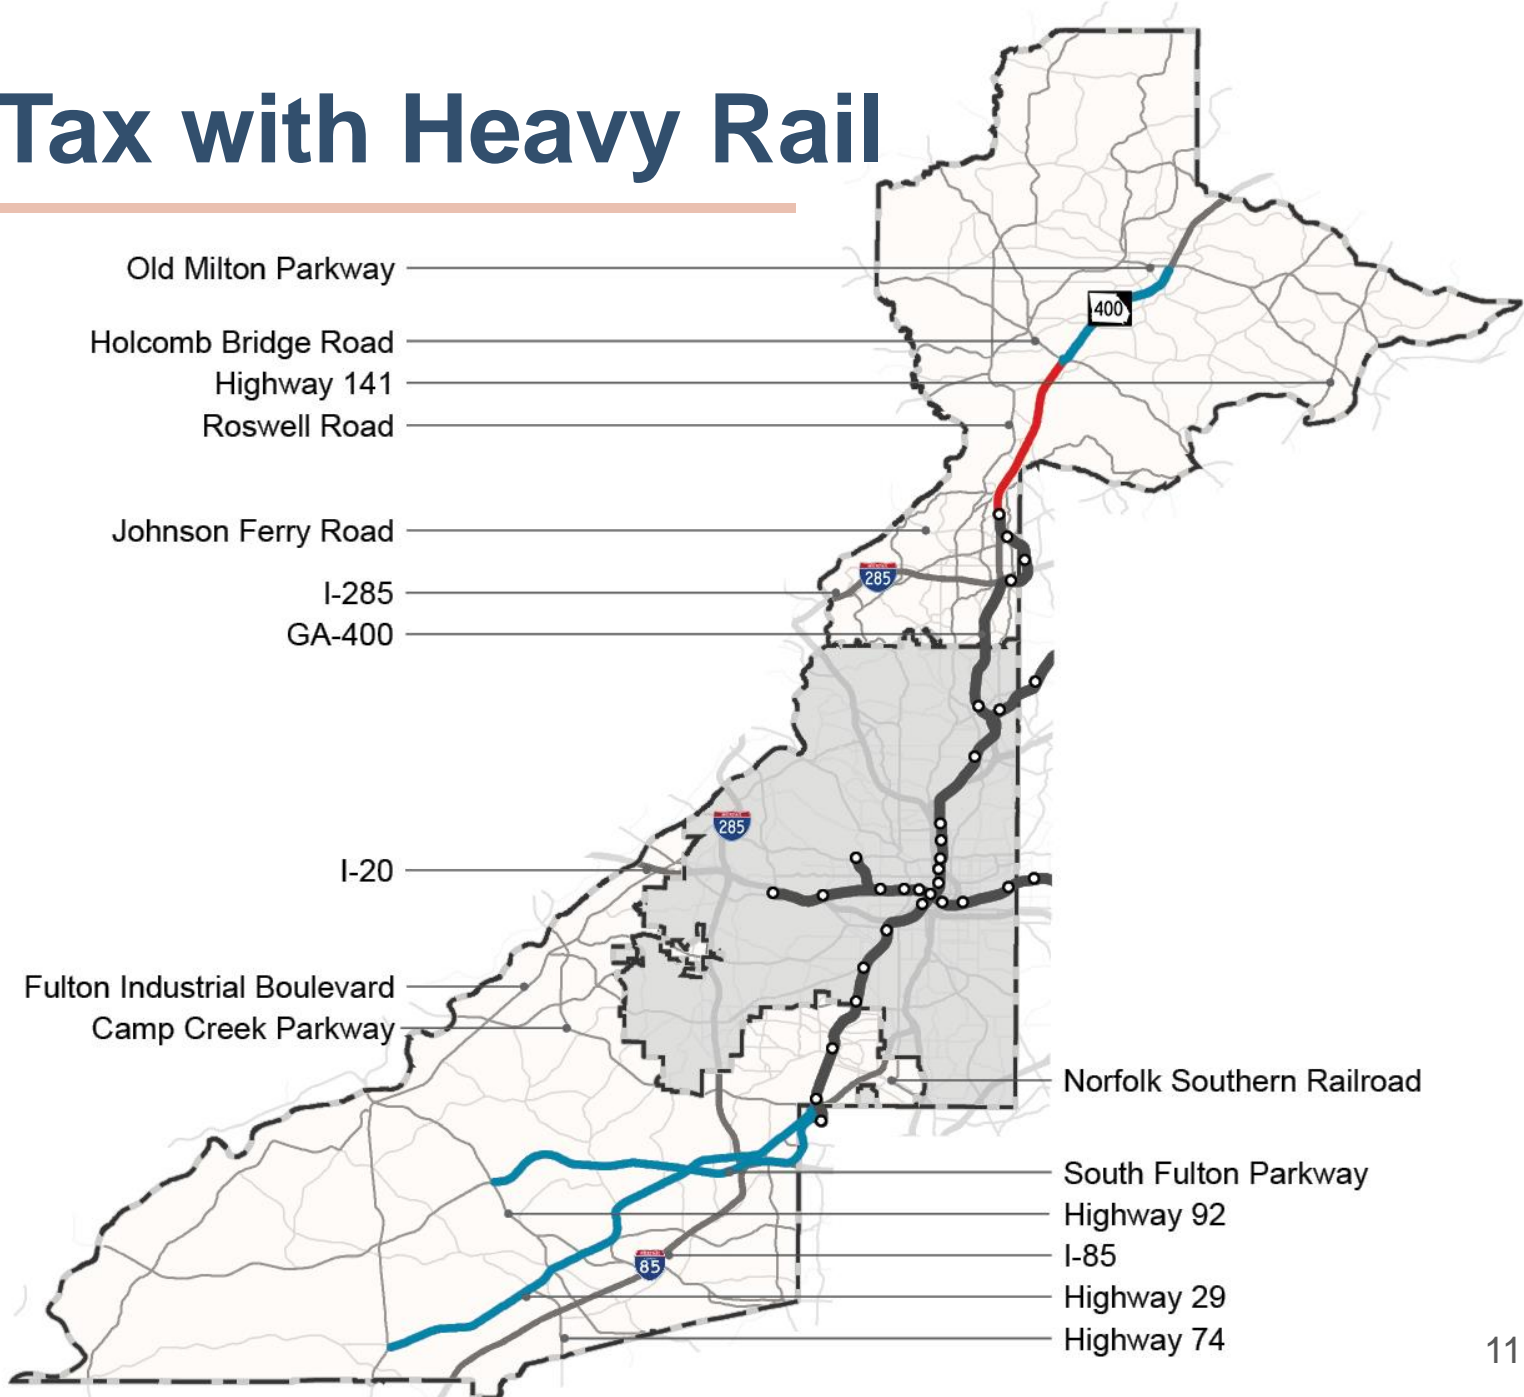 Tax with Heavy Rail
Old Milton Parkway
400
Holcomb Bridge Road
Highway 141
Roswell Road
Johnson Ferry Road
285
I-285
GA-400
285
I-20
Fulton Industrial Boulevard
Camp Creek Parkway
Norfolk Southern Railroad
South Fulton Parkway
Highway 92
I-85
85
Highway 29
Highway 74
11